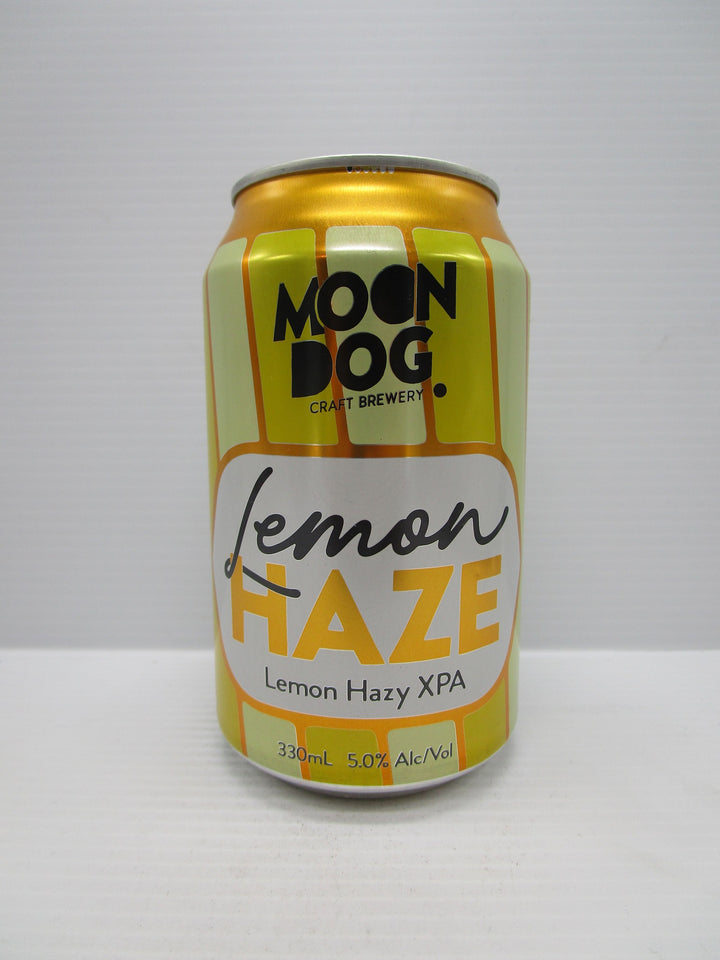 MOON
DOG
CRAFT BREWERY
Lemon
HAZE
Lemon Hazy XPA
330mL 5.0% Alc/Vol